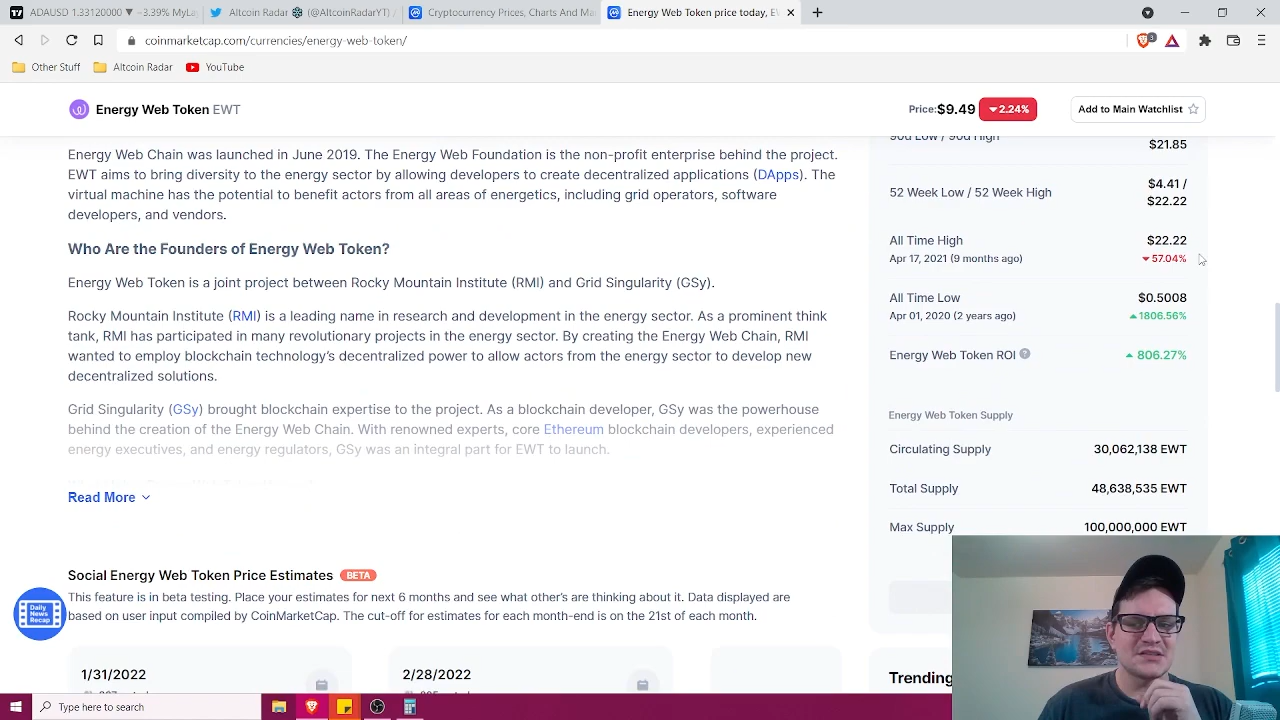 ADAUSD 1.33120000 ▼ −3.39% MyLa
Altcoin Radar (@AltcoinRadarYT) /
Cryptocurrency Prices, Charts And Mar
Energy Web Token price today, E
coinmarketcap.com/currencies/energy-web-token/
3
Other Stuff
Altcoin Radar
YouTube
Energy Web Token EWT
Price: $9.49
2.24%
Add to Main Watchlist
Energy Web Chain was launched in June 2019. The Energy Web Foundation is the non-profit enterprise behind the project.
EWT aims to bring diversity to the energy sector by allowing developers to create decentralized applications (DApps). The
virtual machine has the potential to benefit actors from all areas of energetics, including grid operators, software
developers, and vendors.
Who Are the Founders of Energy Web Token?
Energy Web Token is a joint project between Rocky Mountain Institute (RMI) and Grid Singularity (GSy).
Rocky Mountain Institute (RMI) is a leading name in research and development in the energy sector. As a prominent think
tank, RMI has participated in many revolutionary projects in the energy sector. By creating the Energy Web Chain, RMI
wanted to employ blockchain technology’s decentralized power to allow actors from the energy sector to develop new
decentralized solutions.
Grid Singularity (GSy) brought blockchain expertise to the project. As a blockchain developer, GSy was the powerhouse
behind the creation of the Energy Web Chain. With renowned experts, core Ethereum blockchain developers, experienced
energy executives, and energy regulators, GSy was an integral part for EWT to launch.
Read More
Social Energy Web Token Price Estimates BETA
This feature is in beta testing. Place your estimates for next 6 months and see what other’s are thinking about it. Data displayed are
based on user input compiled by CoinMarketCap. The cut-off for estimates for each month-end is on the 21st of each month.
Daily
News
Recap
1/31/2022
2/28/2022
90d Low / 90d High
$21.85
52 Week Low / 52 Week High
$4.41 /
$22.22
All Time High
$22.22
Apr 17, 2021 (9 months ago)
57.04%
All Time Low
$0.5008
Apr 01, 2020 (2 years ago)
1806.56%
Energy Web Token ROI
806.27%
Energy Web Token Supply
Circulating Supply
30,062,138 EWT
Total Supply
48,638,535 EWT
Max Supply
100,000,000 EWT
Trending
Type here to search